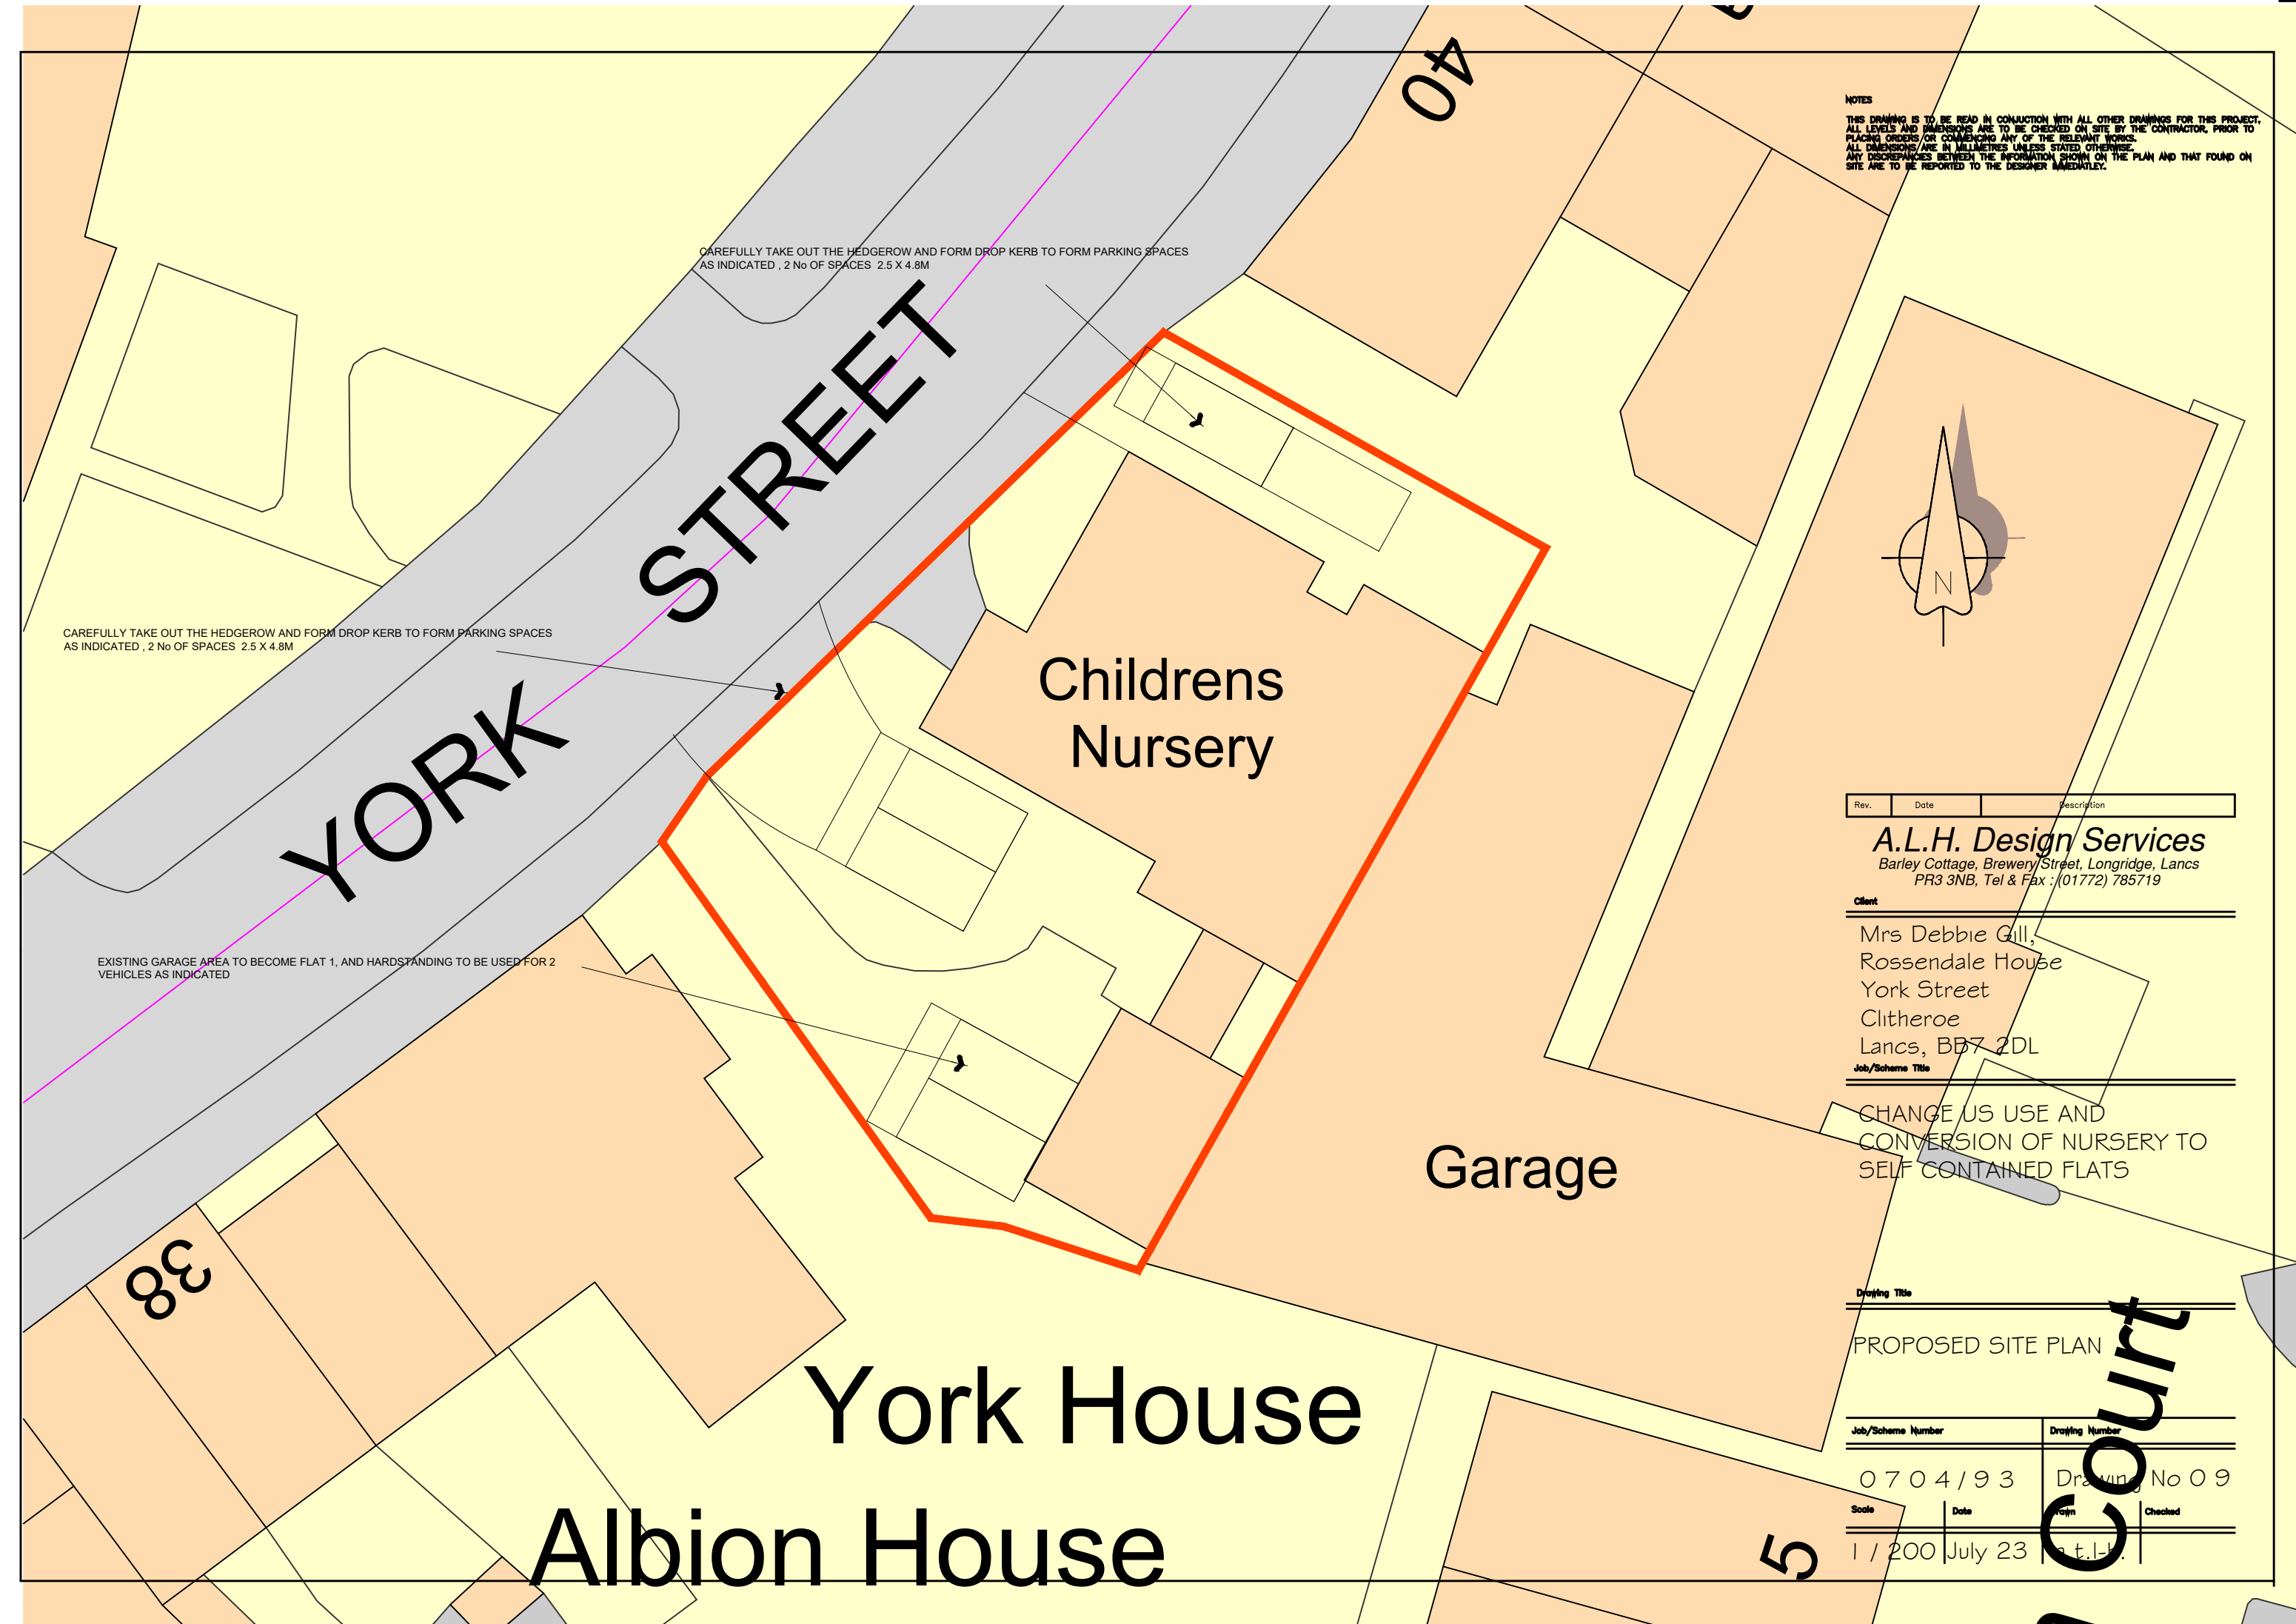 40
NOTES
THIS DRAWING IS TO BE READ IN CONJUCTION WITH ALL OTHER DRAWINGS FOR THIS PROJECT.
ALL LEVELS AND DIMENSIONS ARE TO BE CHECKED ON SITE BY THE CONTRACTOR, PRIOR TO
PLACING ORDERS OR COMMENCING ANY OF THE RELEVANT WORKS.
ALL DIMENSIONS ARE IN MILLIMETRES UNLESS STATED OTHERWISE.
ANY DISCREPANCIES BETWEEN THE INFORMATION SHOWN ON THE PLAN AND THAT FOUND ON
SITE ARE TO BE REPORTED TO THE DESIGNER IMMEDIATLEY.
CAREFULLY TAKE OUT THE HEDGEROW AND FORM DROP KERB TO FORM PARKING SPACES
AS INDICATED , 2 No OF SPACES 2.5 X 4.8M
YORK STREET
N
CAREFULLY TAKE OUT THE HEDGEROW AND FORM DROP KERB TO FORM PARKING SPACES
AS INDICATED , 2 No OF SPACES 2.5 X 4.8M
Childrens
Nursery
EXISTING GARAGE AREA TO BECOME FLAT 1, AND HARDSTANDING TO BE USED FOR 2
VEHICLES AS INDICATED
Garage
38
York House
Albion House
5
Court
Rev. Date Description
A.L.H. Design Services
Barley Cottage, Brewery Street, Longridge, Lancs
PR3 3NB, Tel & Fax : (01772) 785719
Client
Mrs Debbie Gill,
Rossendale House
York Street
Clitheroe
Lancs, BB7 2DL
Job/Scheme Title
CHANGE US USE AND
CONVERSION OF NURSERY TO
SELF CONTAINED FLATS
Drawing Title
PROPOSED SITE PLAN
Job/Scheme Number Drawing Number
0704/93 Drawing No 09
Scale Date Drawn Checked
1/200 July 23